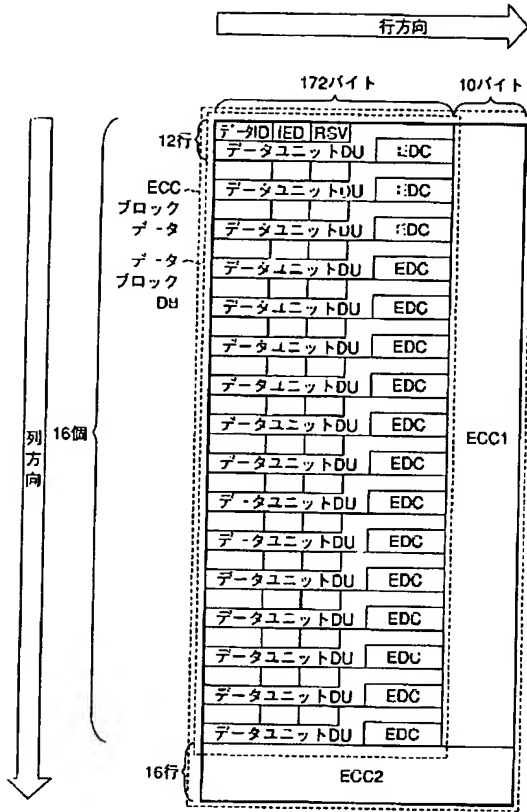 行方向
172バイト
10バイト
12行
データID IED RSV
データユニットDU EDC
ECC
ブロック
データ
データユニットDU EDC
データユニットDU EDC
データ
ブロック
DB
データユニットDU EDC
データユニットDU EDC
データユニットDU EDC
データユニットDU EDC
データユニットDU EDC
ECC1
列方向
16個
データユニットDU EDC
データユニットDU EDC
データユニットDU EDC
データユニットDU EDC
データユニットDU EDC
データユニットDU EDC
データユニットDU EDC
データユニットDU EDC
16行
ECC2